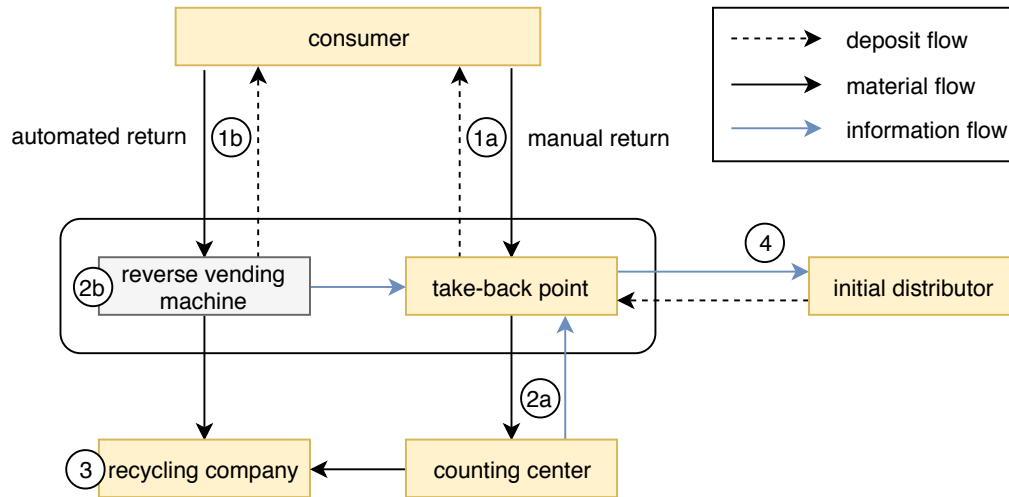 consumer
deposit flow
material flow
information flow
automated return
1b
1a
manual return
4
2b
reverse vending
machine
take-back point
initial distributor
2a
3
recycling company
counting center